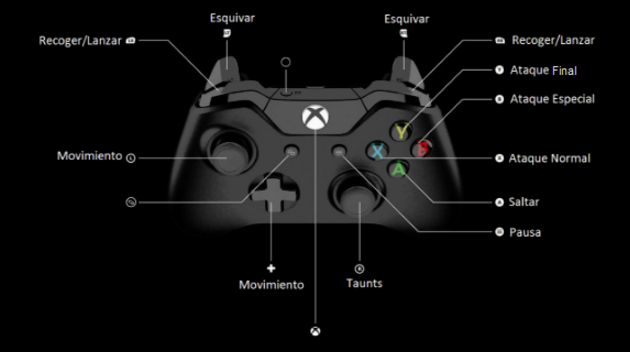 Esquivar
Esquivar
Recoger/Lanzar
Recoger/Lanzar
Y Ataque Final
B Ataque Especial
Y
X
B
A
Movimiento L
X Ataque Normal
A Saltar
Pausa
Movimiento
R
Taunts